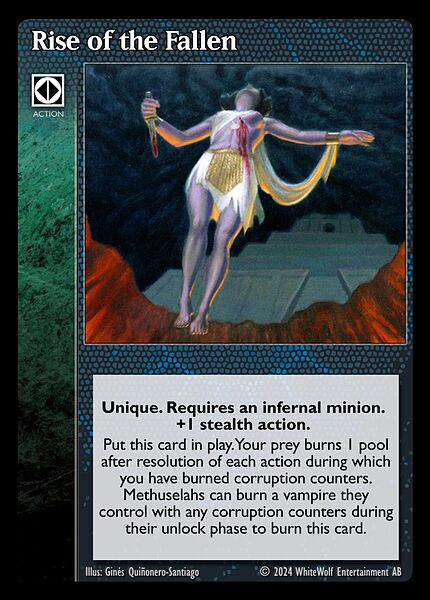 Rise of the Fallen
ACTION
Unique. Requires an infernal minion.
+1 stealth action.
Put this card in play.Your prey burns 1 pool
after resolution of each action during which
you have burned corruption counters.
Methuselahs can burn a vampire they
control with any corruption counters during
their unlock phase to burn this card.
Illus: Ginés Quiñonero-Santiago
© 2024 WhiteWolf Entertainment AB